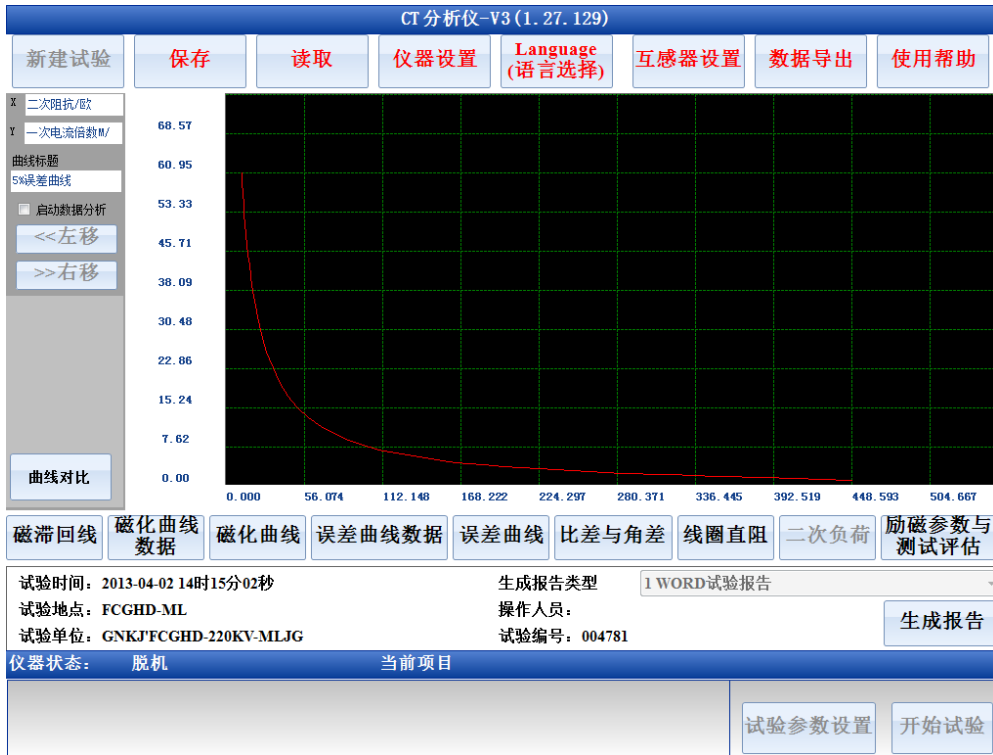 CT分析仪-V3(1.27.129)
新建试验 保存 读取 仪器设置 Language (语言选择) 互感器设置 数据导出 使用帮助
X 二次阻抗/欧
Y 一次电流倍数M/
曲线标题
5%误差曲线
启动数据分析
<<左移
>>右移
曲线对比
68.57
60.95
53.33
45.71
38.09
30.48
22.86
15.24
7.62
0.00
0.000 56.074 112.148 168.222 224.297 280.371 336.445 392.519 448.593 504.667
磁滞回线 磁化曲线数据 磁化曲线 误差曲线数据 误差曲线 比差与角差 线圈直阻 二次负荷 励磁参数与测试评估
试验时间：2013-04-02 14时15分02秒 生成报告类型 1 WORD试验报告
试验地点：FCGHD-ML 操作人员：
试验单位：GNKJ'FCGHD-220KV-MLJG 试验编号：004781
生成报告
仪器状态： 脱机 当前项目
试验参数设置 开始试验